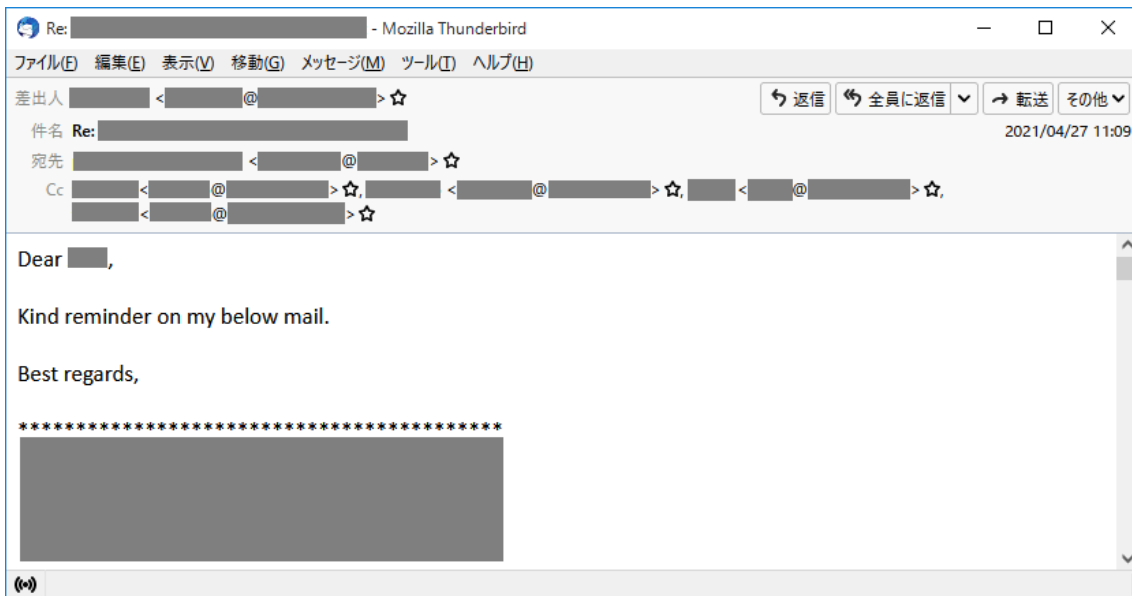 Re: - Mozilla Thunderbird
ファイル(F) 編集(E) 表示(V) 移動(G) メッセージ(M) ツール(T) ヘルプ(H)
差出人 < @ > ☆ 返信 全員に返信 転送 その他
件名 Re: 2021/04/27 11:09
宛先 < @ > ☆
Cc < @ > ☆, < @ > ☆, < @ > ☆,
< @ > ☆
Dear ,
Kind reminder on my below mail.
Best regards,
******************************************